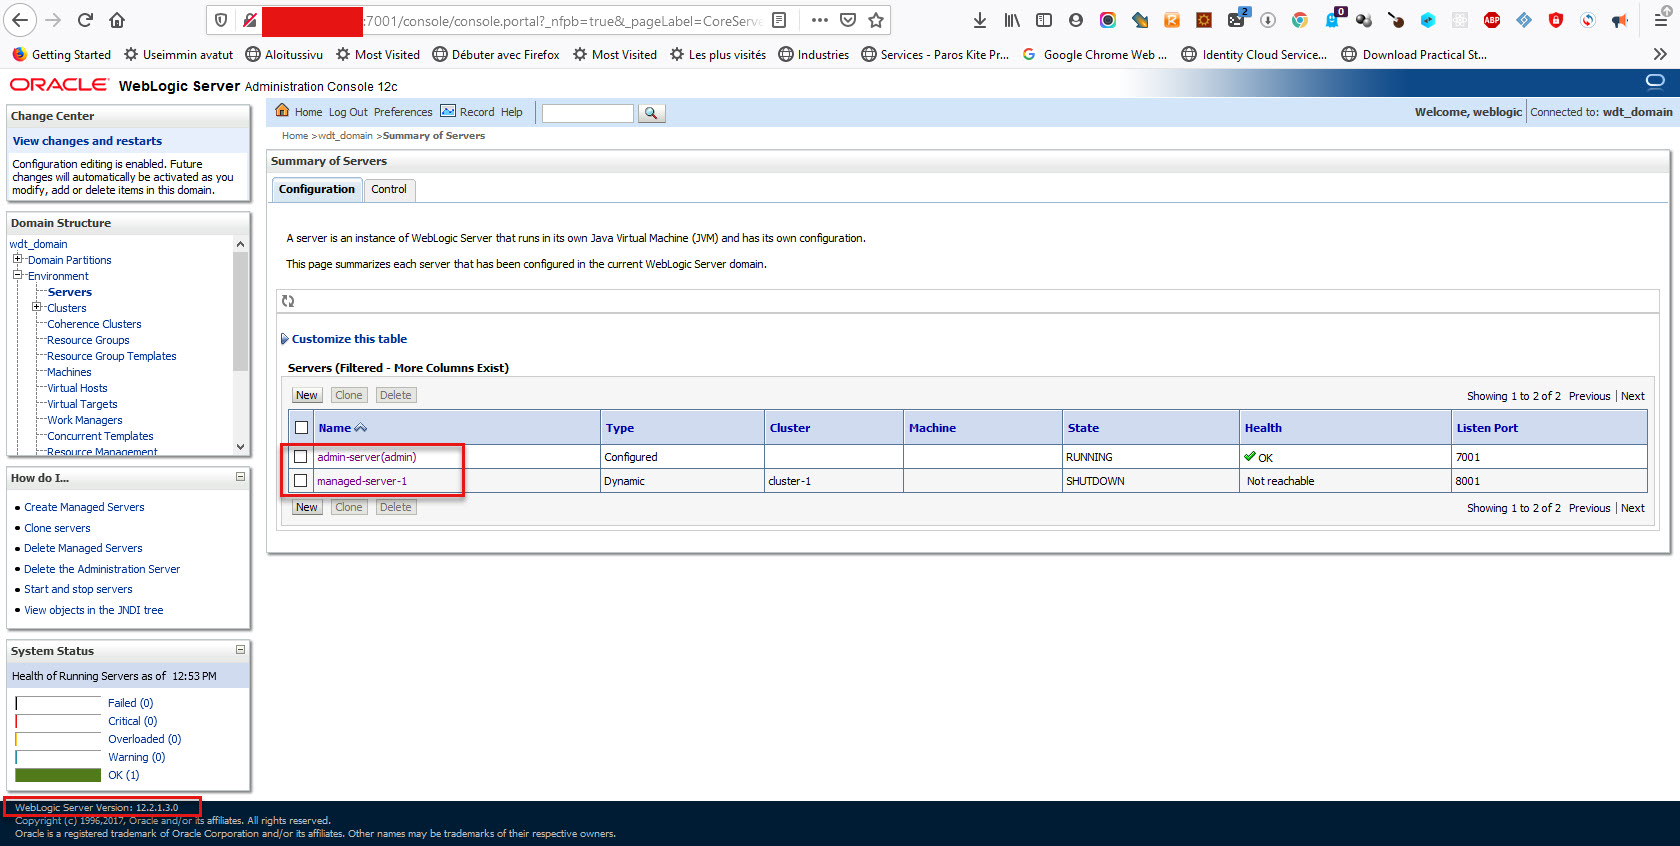 :7001/console/console.portal?_nfpb=true&_pageLabel=CoreServe
2
0
ABP
Getting Started
Useimmin avatut
Aloitussivu
Most Visited
Débuter avec Firefox
Most Visited
Les plus visités
Industries
Services - Paros Kite Pr...
Google Chrome Web ...
Identity Cloud Service...
Download Practical St...
ORACLE WebLogic Server Administration Console 12c
Change Center
View changes and restarts
Configuration editing is enabled. Future
changes will automatically be activated as you
modify, add or delete items in this domain.
Domain Structure
wdt_domain
Domain Partitions
Environment
Servers
Clusters
Coherence Clusters
Resource Groups
Resource Group Templates
Machines
Virtual Hosts
Virtual Targets
Work Managers
Concurrent Templates
Resource Management
How do I...
Create Managed Servers
Clone servers
Delete Managed Servers
Delete the Administration Server
Start and stop servers
View objects in the JNDI tree
System Status
Health of Running Servers as of 12:53 PM
Failed (0)
Critical (0)
Overloaded (0)
Warning (0)
OK (1)
Home Log Out Preferences Record Help
Welcome, weblogic Connected to: wdt_domain
Home >wdt_domain >Summary of Servers
Summary of Servers
Configuration Control
A server is an instance of WebLogic Server that runs in its own Java Virtual Machine (JVM) and has its own configuration.
This page summarizes each server that has been configured in the current WebLogic Server domain.
Customize this table
Servers (Filtered - More Columns Exist)
New Clone Delete
Showing 1 to 2 of 2 Previous | Next
Name Type Cluster Machine State Health Listen Port
admin-server(admin) Configured RUNNING OK 7001
managed-server-1 Dynamic cluster-1 SHUTDOWN Not reachable 8001
New Clone Delete
Showing 1 to 2 of 2 Previous | Next
WebLogic Server Version: 12.2.1.3.0
Copyright (c) 1996,2017, Oracle and/or its affiliates. All rights reserved.
Oracle is a registered trademark of Oracle Corporation and/or its affiliates. Other names may be trademarks of their respective owners.